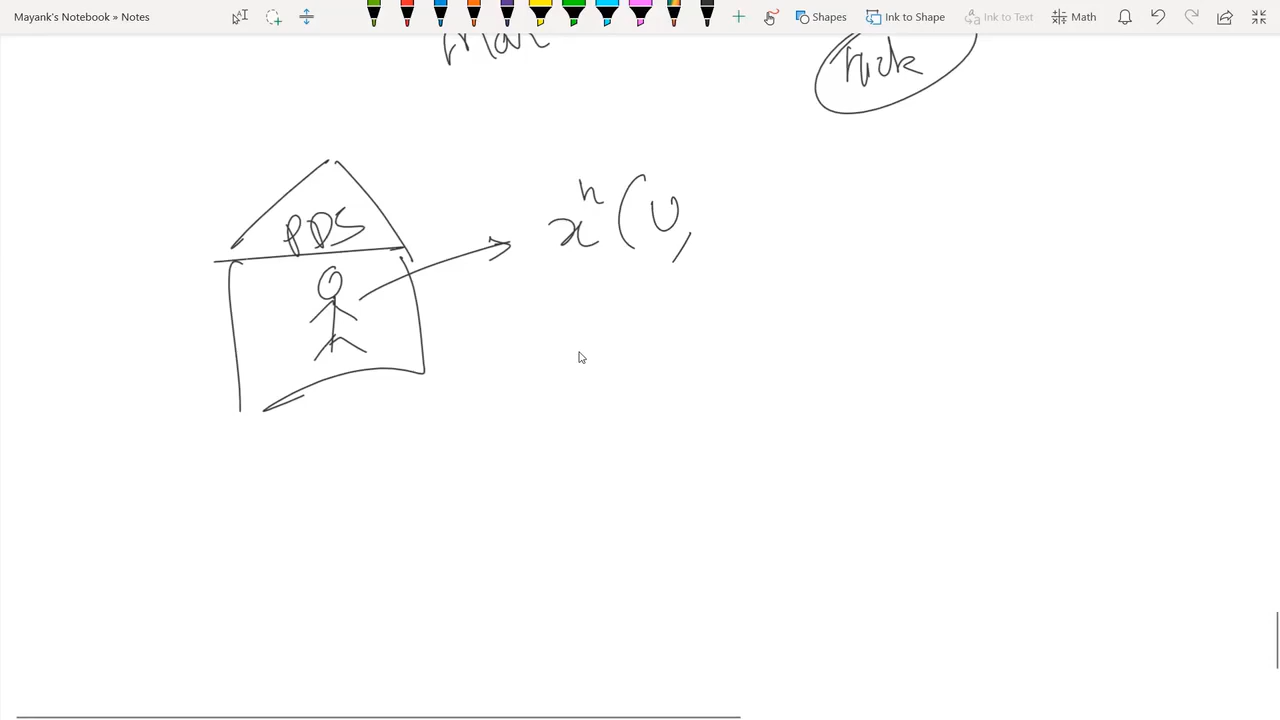 Mayank's Notebook » Notes
Shapes
Ink to Shape
Ink to Text
Math
PDS
x^n (U,